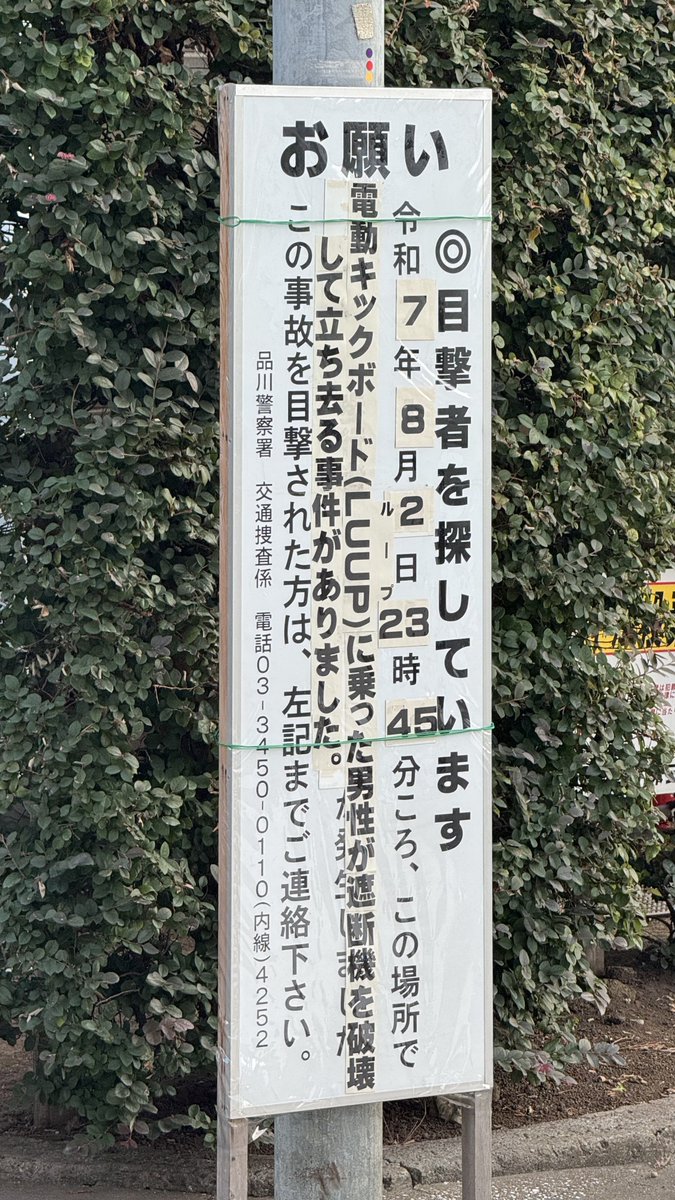 お願い
◎目撃者を探しています
令和7年8月2日23時45分ころ、この場所で
ループ
電動キックボード(LUUP)に乗った男性が遮断機を破壊
して立ち去る事件がありました。
この事故を目撃された方は、左記までご連絡下さい。
品川警察署 交通捜査係 電話03-3450-0110(内線)4252